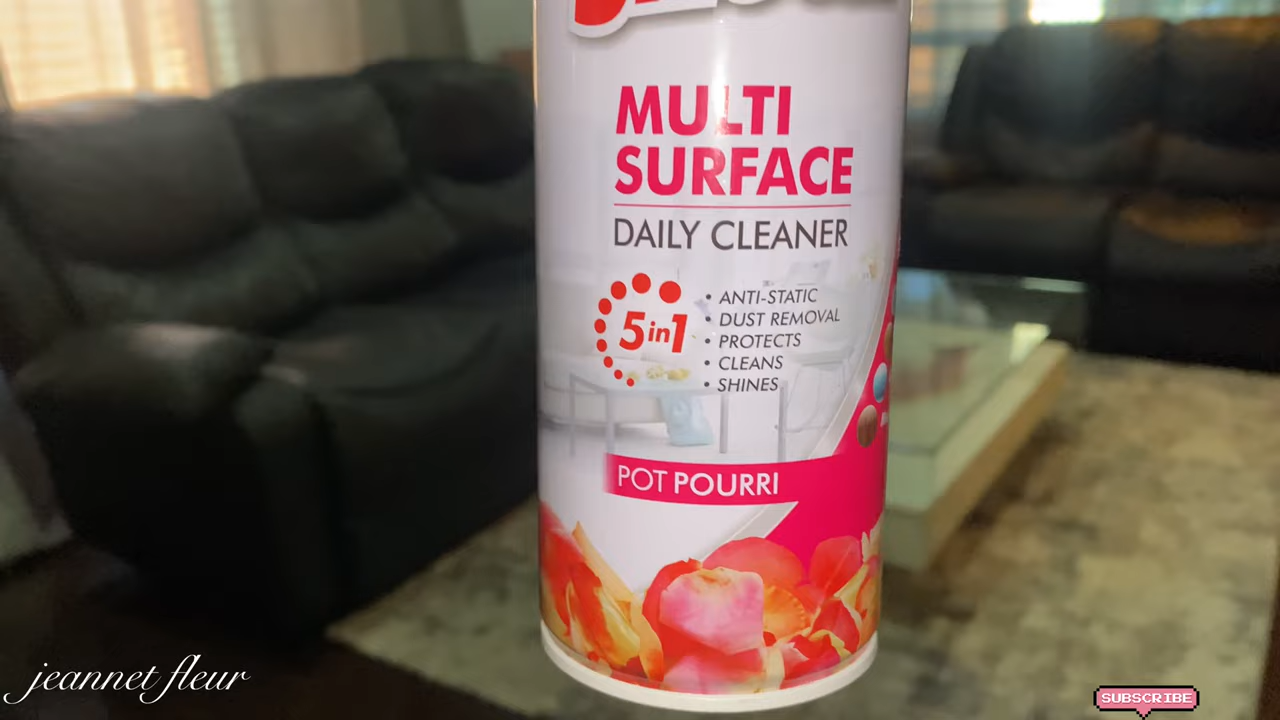 MULTI
SURFACE
DAILY CLEANER
5in1
• ANTI-STATIC
• DUST REMOVAL
• PROTECTS
• CLEANS
• SHINES
POT POURRI
jeannet fleur
SUBSCRIBE